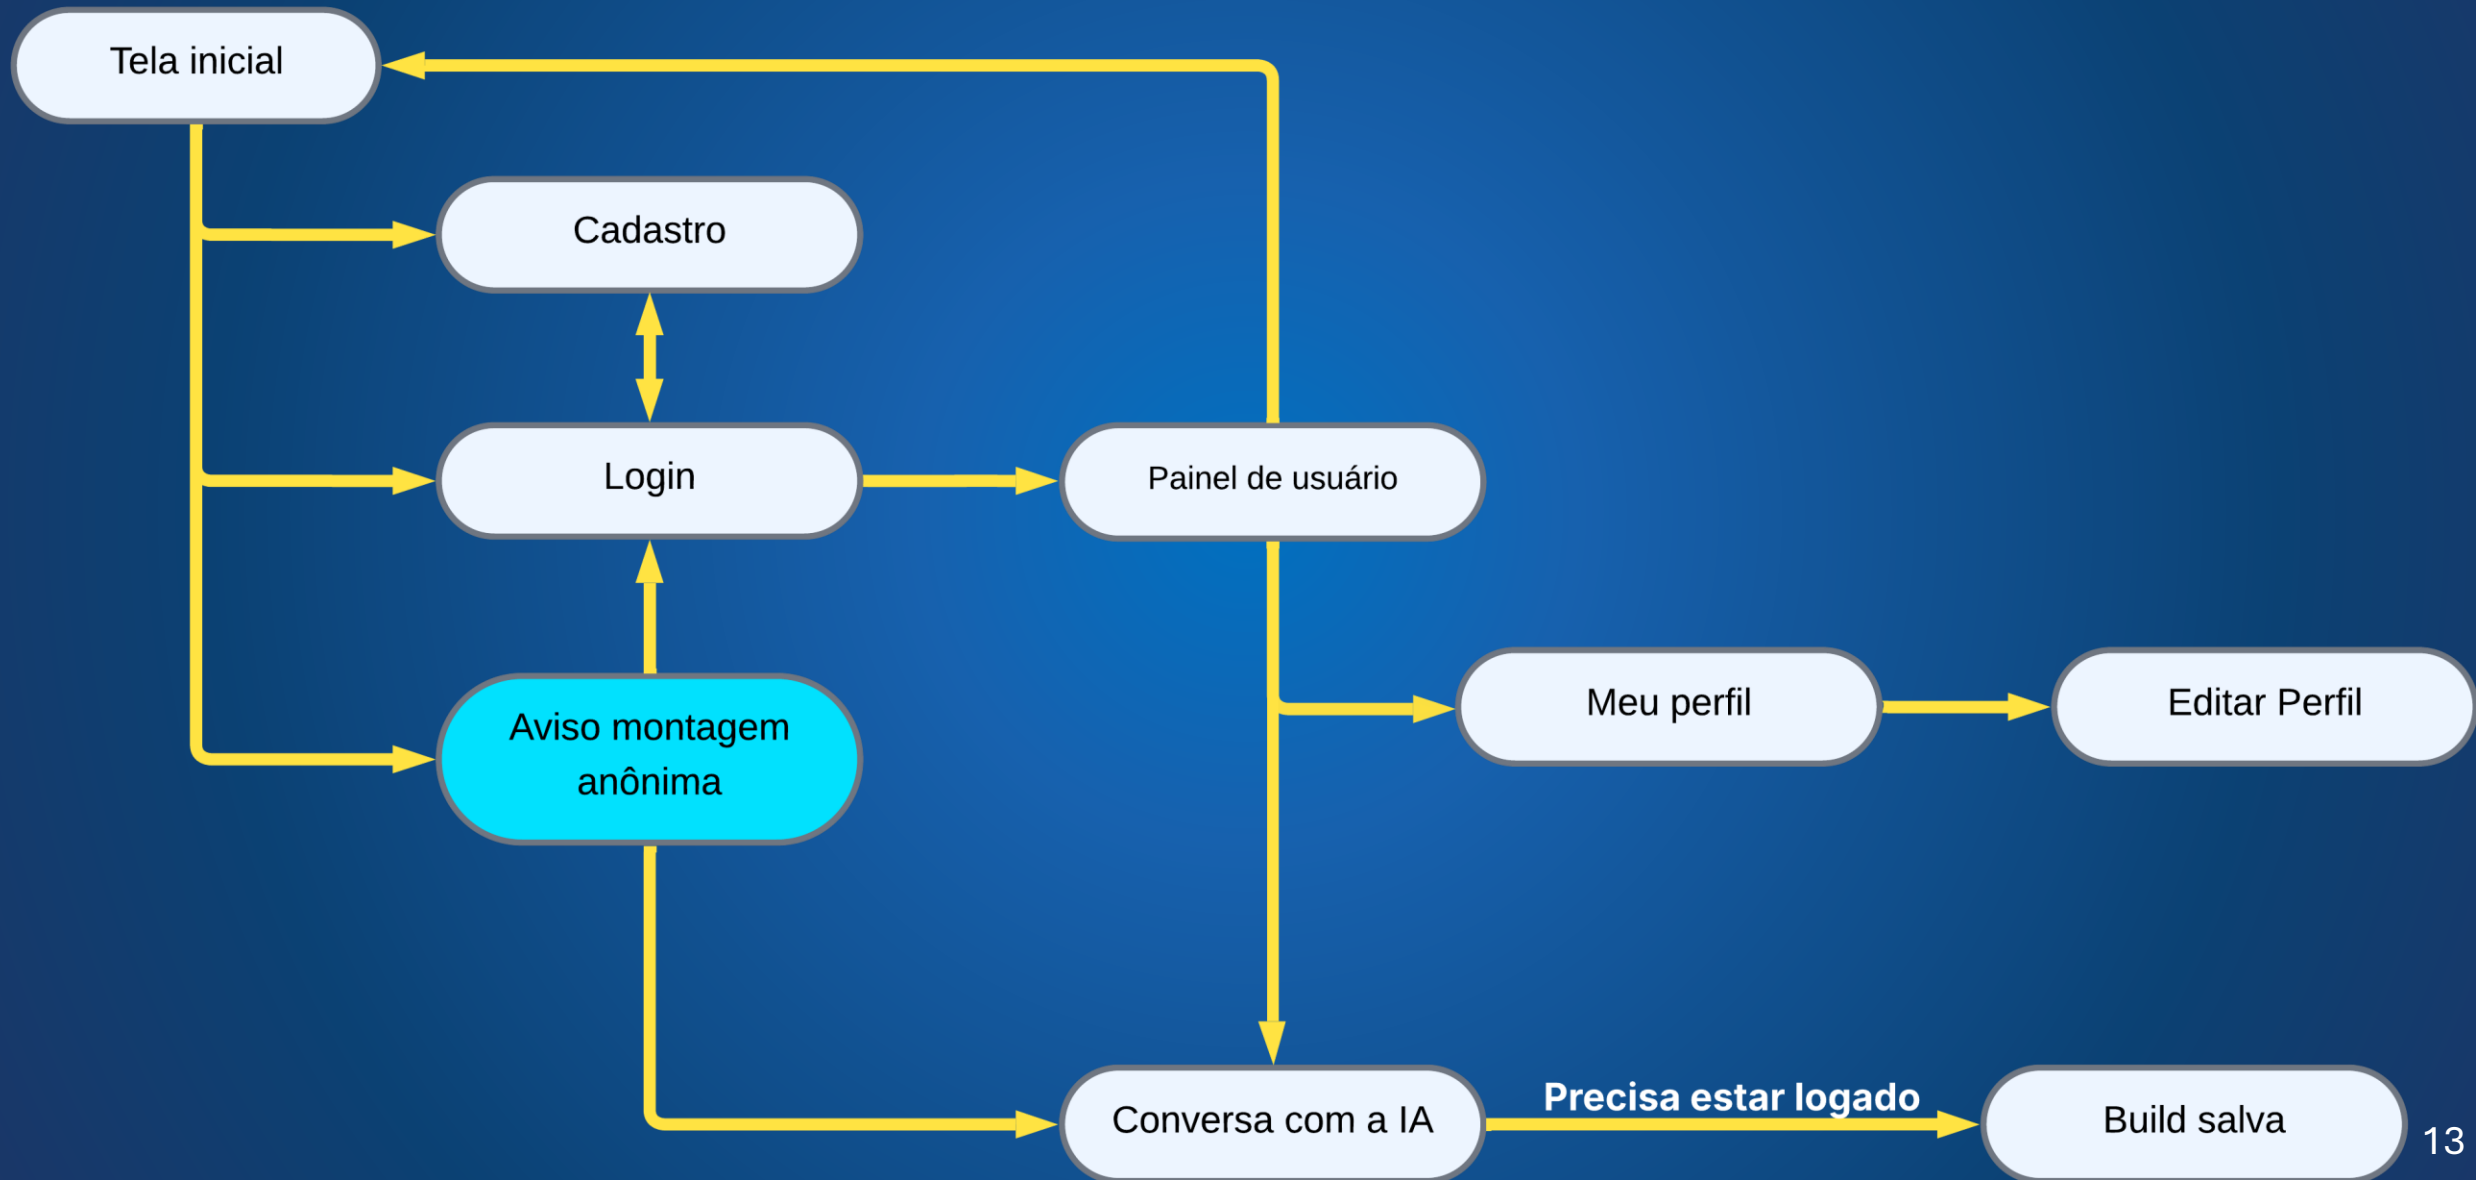 Tela inicial
Cadastro
Login
Painel de usuário
Aviso montagem
anônima
Meu perfil
Editar Perfil
Conversa com a IA
Precisa estar logado
Build salva
13